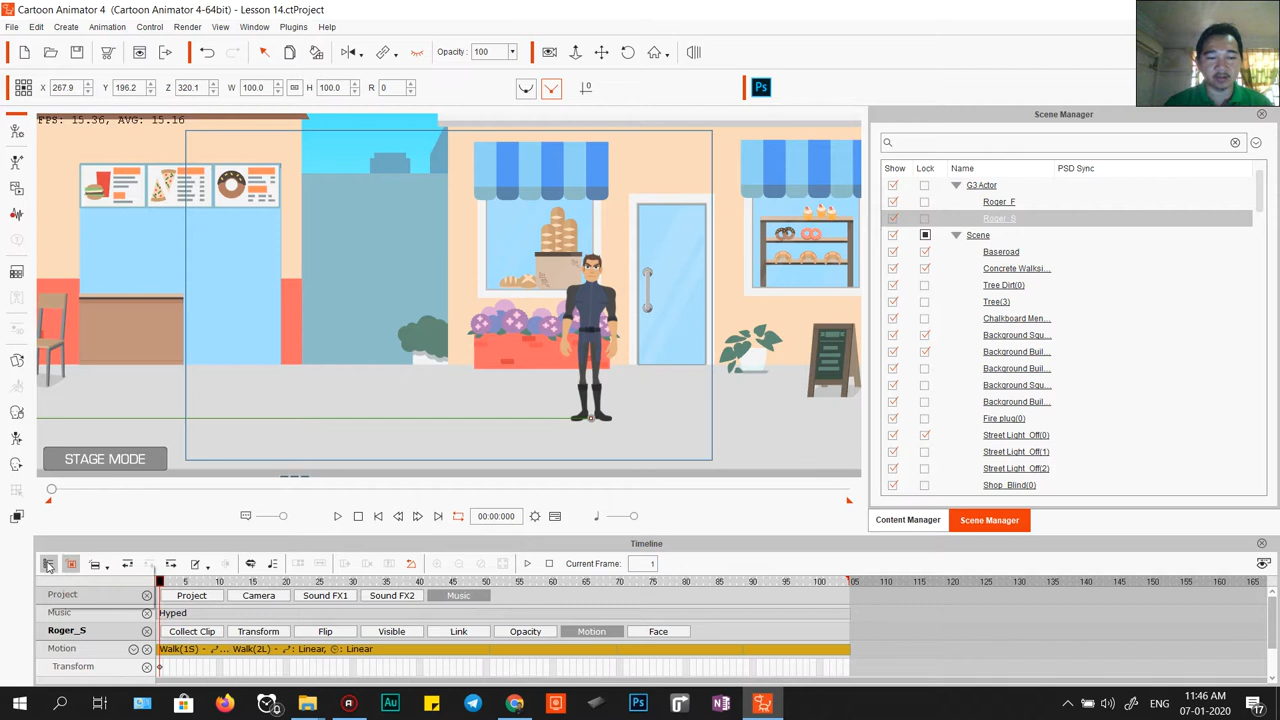 Cartoon Animator 4 (Cartoon Animator 4-64bit) - Lesson 14.ctProject
File Edit Create Animation Control Render View Window Plugins Help
Opacity : 100
X 267.9 Y 196.2 Z 320.1 W 100.0 H 100.0 R 0 Ps
FPS: 15.36, AVG: 15.16
STAGE MODE
Scene Manager
Show Lock Name PSD Sync
G3 Actor
Roger_F
Roger_S
Scene
Baseroad
Concrete Walksi...
Tree Dirt(0)
Tree(3)
Chalkboard Men...
Background Squ...
Background Buil...
Background Buil...
Background Squ...
Background Buil...
Fire plug(0)
Street Light_Off(0)
Street Light_Off(1)
Street Light_Off(2)
Shop_Blind(0)
Content Manager Scene Manager
00:00:000
Timeline
Current Frame: 1
5 10 15 20 25 30 35 40 45 50 55 60 65 70 75 80 85 90 95 100 105 110 115 120 125 130 135 140 145 150 155 160 165
Project Project Camera Sound FX1 Sound FX2 Music
Music Hyped
Roger_S Collect Clip Transform Flip Visible Link Opacity Motion Face
Motion Walk(1S) - ... Walk(2L) - : Linear, : Linear
Transform
Au Ps N ENG 11:46 AM
07-01-2020 17